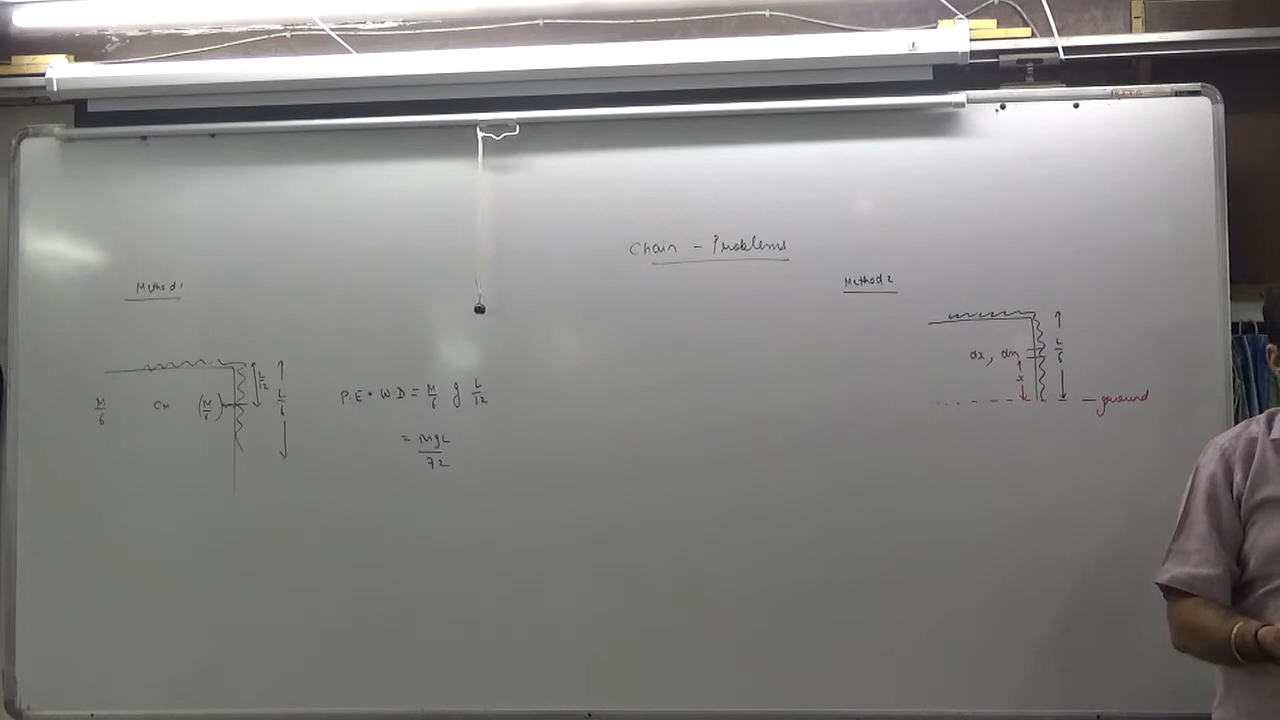 Chain - Problems
Method 1
L/12
L/6
M/6
CM
(M/6)
P.E = WD = M/6 g L/12
= MgL/72
Method 2
dx, dm
x
L/6
ground